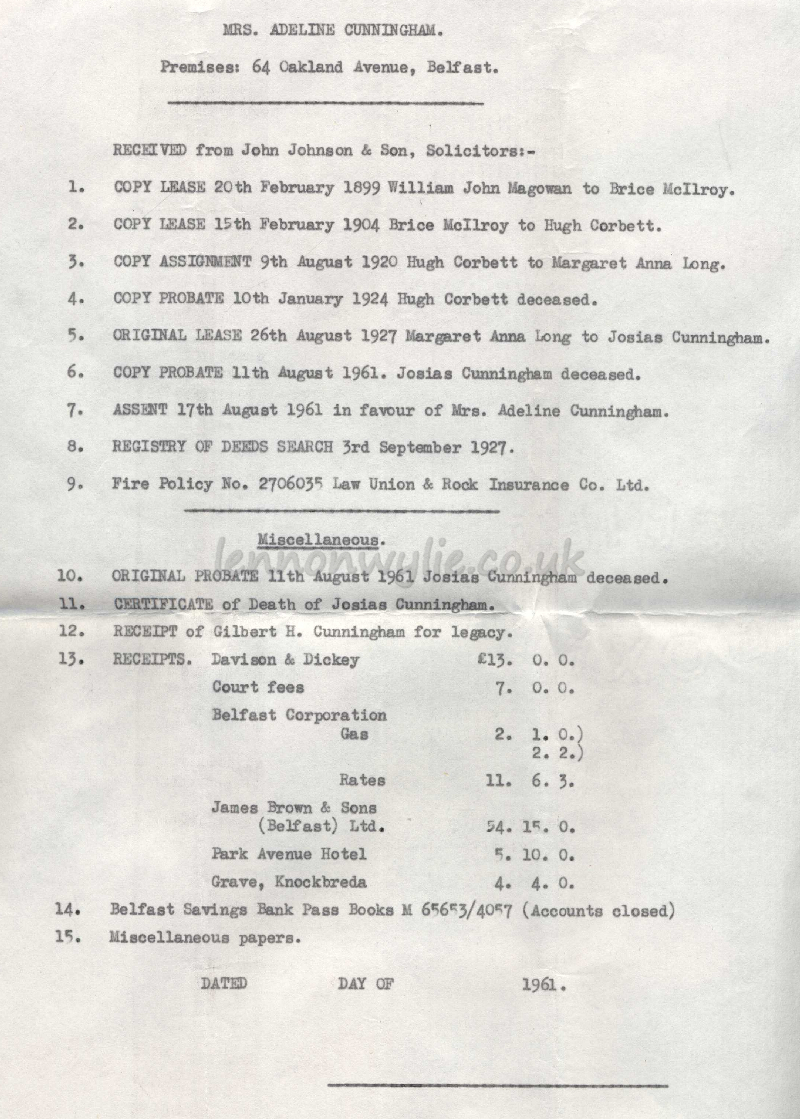 MRS. ADELINE CUNNINGHAM.
Premises: 64 Oakland Avenue, Belfast.
RECEIVED from John Johnson & Son, Solicitors:-
1. COPY LEASE 20th February 1899 William John Magowan to Brice McIlroy.
2. COPY LEASE 15th February 1904 Brice McIlroy to Hugh Corbett.
3. COPY ASSIGNMENT 9th August 1920 Hugh Corbett to Margaret Anna Long.
4. COPY PROBATE 10th January 1924 Hugh Corbett deceased.
5. ORIGINAL LEASE 26th August 1927 Margaret Anna Long to Josias Cunningham.
6. COPY PROBATE 11th August 1961. Josias Cunningham deceased.
7. ASSENT 17th August 1961 in favour of Mrs. Adeline Cunningham.
8. REGISTRY OF DEEDS SEARCH 3rd September 1927.
9. Fire Policy No. 2706035 Law Union & Rock Insurance Co. Ltd.
Miscellaneous.
lennonwylie.co.uk
10. ORIGINAL PROBATE 11th August 1961 Josias Cunningham deceased.
11. CERTIFICATE of Death of Josias Cunningham.
12. RECEIPT of Gilbert H. Cunningham for legacy.
13. RECEIPTS. Davison & Dickey £13. 0. 0.
Court fees 7. 0. 0.
Belfast Corporation
Gas 2. 1. 0.)
2. 2.)
Rates 11. 6. 3.
James Brown & Sons
(Belfast) Ltd. 54. 15. 0.
Park Avenue Hotel 5. 10. 0.
Grave, Knockbreda 4. 4. 0.
14. Belfast Savings Bank Pass Books M 65653/4057 (Accounts closed)
15. Miscellaneous papers.
DATED DAY OF 1961.